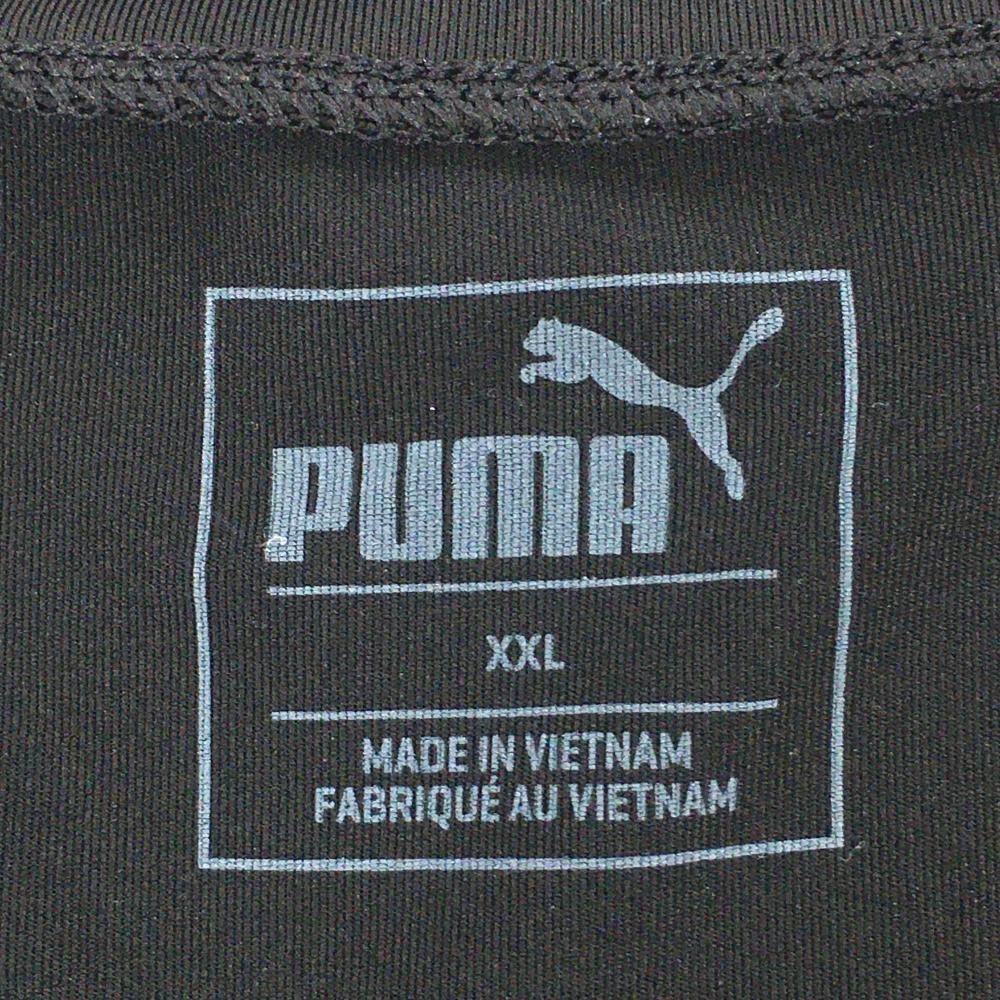 PUMA
XXL
MADE IN VIETNAM
FABRIQUÉ AU VIETNAM